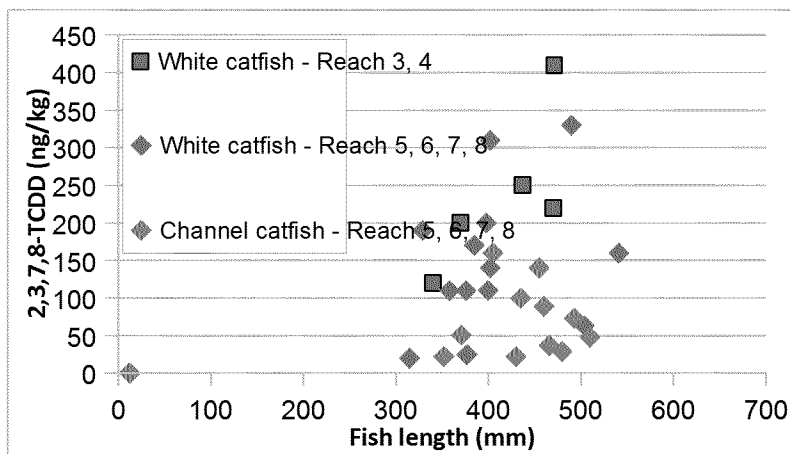 450
400
350
300
250
200
150
100
50
0
2,3,7,8-TCDD (ng/kg)
White catfish - Reach 3, 4
White catfish - Reach 5, 6, 7, 8
Channel catfish - Reach 5, 6, 7, 8
0 100 200 300 400 500 600 700
Fish length (mm)